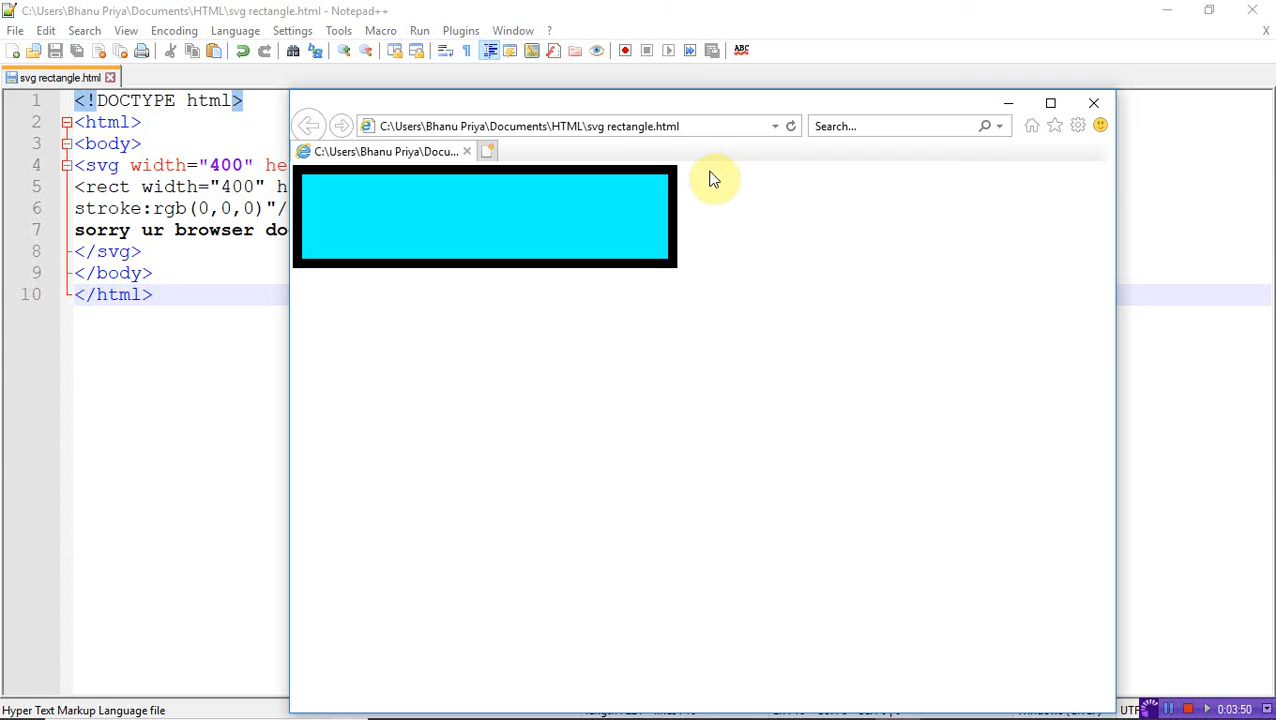 C:\Users\Bhanu Priya\Documents\HTML\svg rectangle.html - Notepad++
File Edit Search View Encoding Language Settings Tools Macro Run Plugins Window ?
X
ABC
svg rectangle.html
C:\Users\Bhanu Priya\Documents\HTML\svg rectangle.html
Search...
C:\Users\Bhanu Priya\Docu...
1 <!DOCTYPE html>
2 <html>
3 <body>
4 <svg width="400" he
5 <rect width="400" h
6 stroke:rgb(0,0,0)"/
7 sorry ur browser do
8 </svg>
9 </body>
10 </html>
Hyper Text Markup Language file
UTF
0:03:50